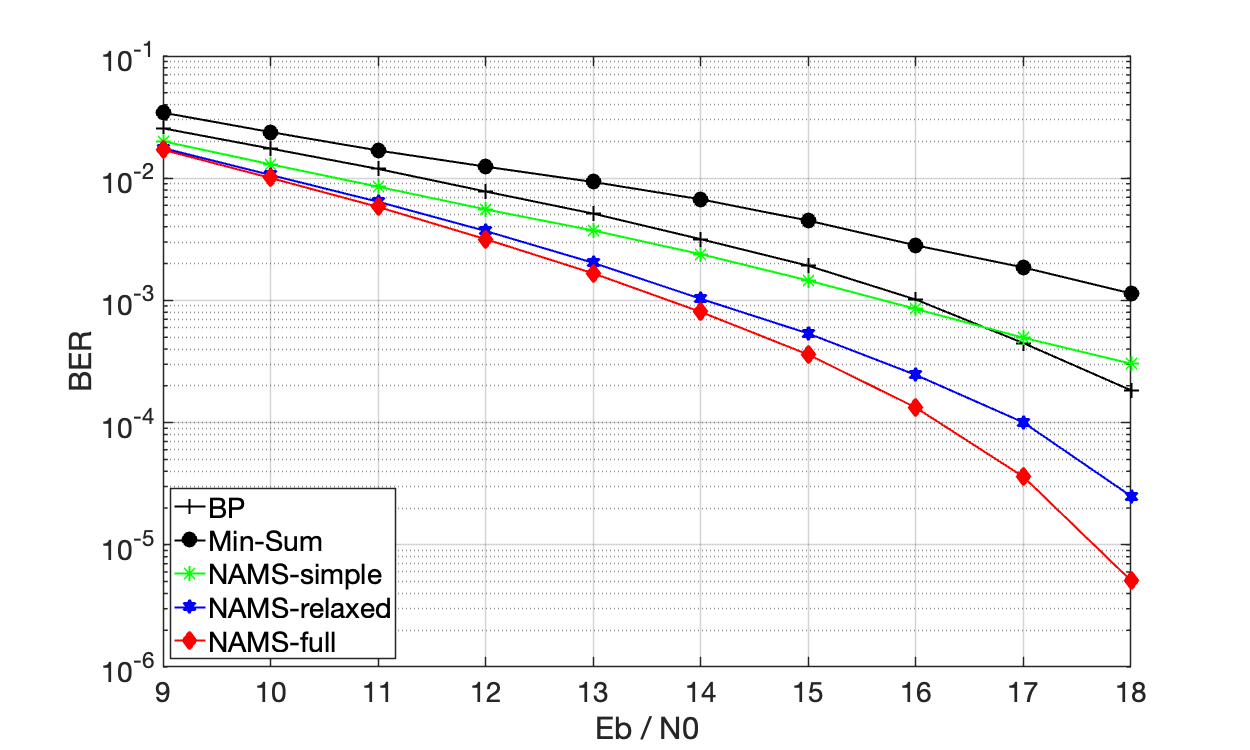 10-1
10-2
10-3
10-4
10-5
10-6
BER
BP
Min-Sum
NAMS-simple
NAMS-relaxed
NAMS-full
9 10 11 12 13 14 15 16 17 18
Eb / N0